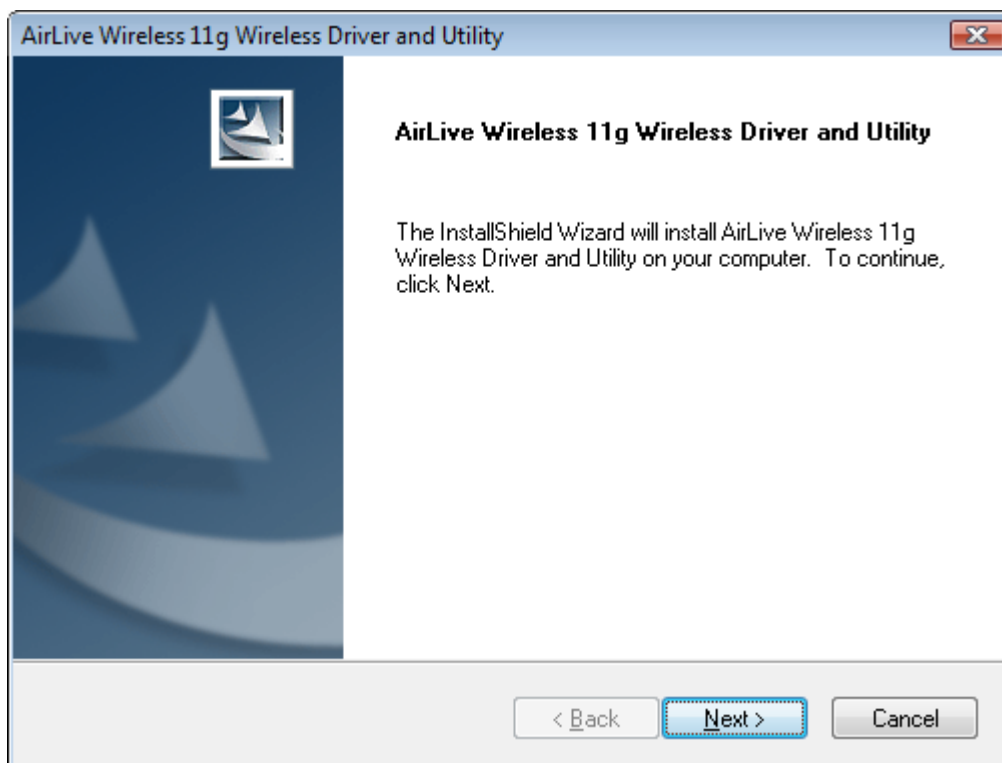 AirLive Wireless 11g Wireless Driver and Utility
AirLive Wireless 11g Wireless Driver and Utility
The InstallShield Wizard will install AirLive Wireless 11g
Wireless Driver and Utility on your computer.  To continue,
click Next.
< Back
Next >
Cancel